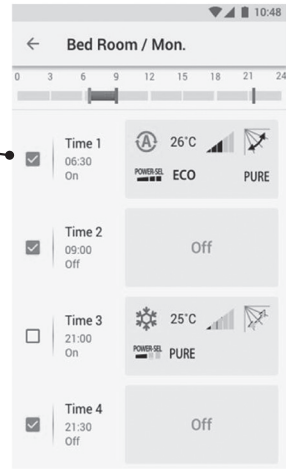 10:48
Bed Room / Mon.
0 3 6 9 12 15 18 21 24
Time 1
06:30
On
A 26°C
POWER-SEL ECO PURE
Time 2
09:00
Off
Off
Time 3
21:00
On
25°C
POWER-SEL PURE
Time 4
21:30
Off
Off